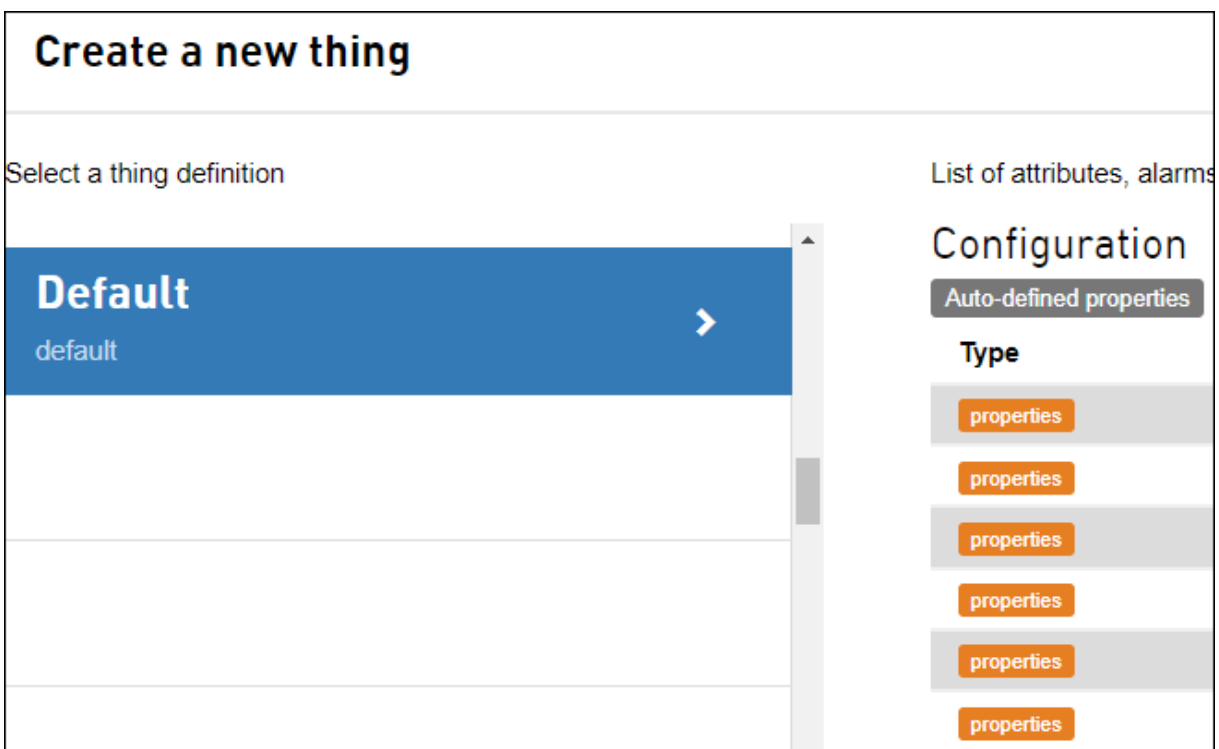 Create a new thing
Select a thing definition
Default
default
List of attributes, alarms
Configuration
Auto-defined properties
Type
properties
properties
properties
properties
properties
properties